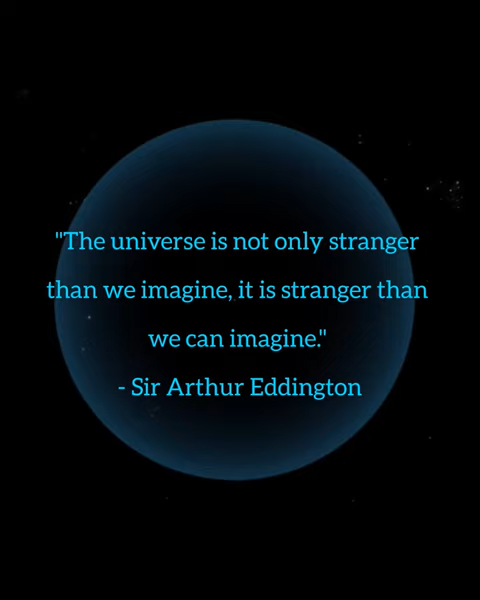 "The universe is not only stranger
than we imagine, it is stranger than
we can imagine."
- Sir Arthur Eddington